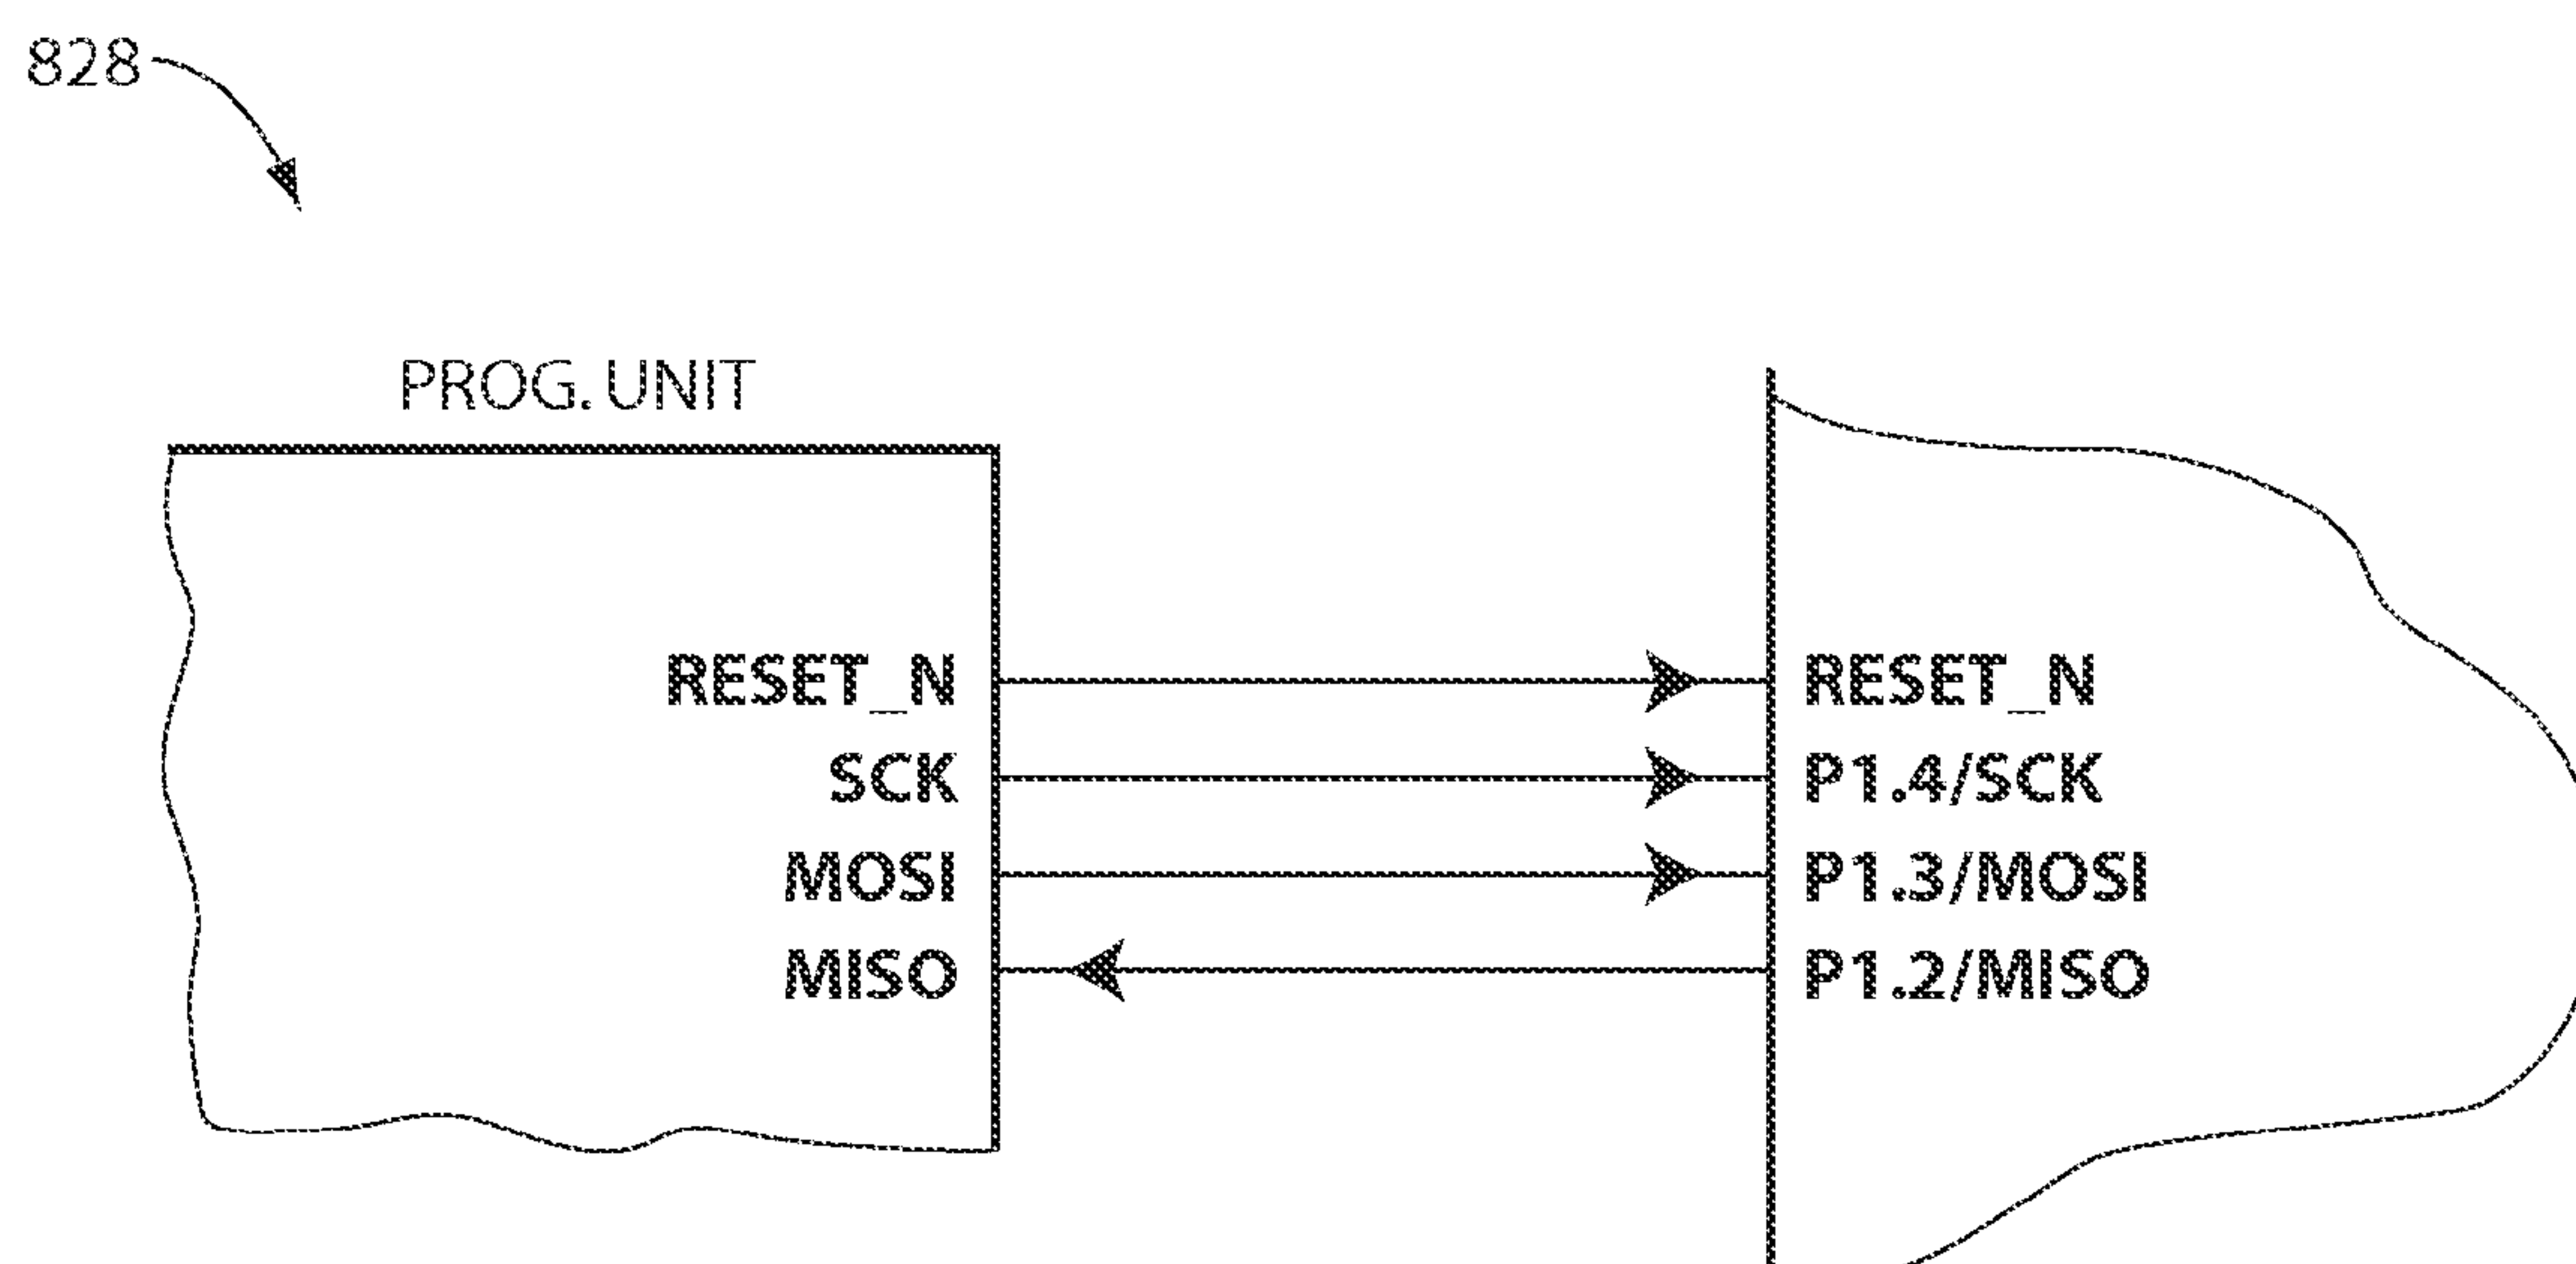 828
PROG. UNIT
RESET_N RESET_N
SCK P1.4/SCK
MOSI P1.3/MOSI
MISO P1.2/MISO